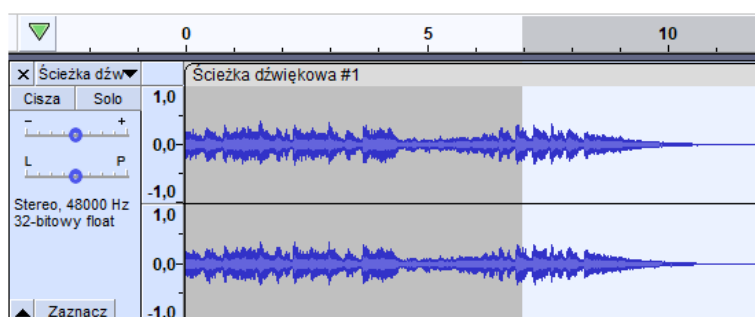 0 5 10
× Ścieżka dźw▼
Ścieżka dźwiękowa #1
Cisza Solo
- +
L P
Stereo, 48000 Hz
32-bitowy float
Zaznacz
1,0
0,0
-1,0
1,0
0,0
-1,0